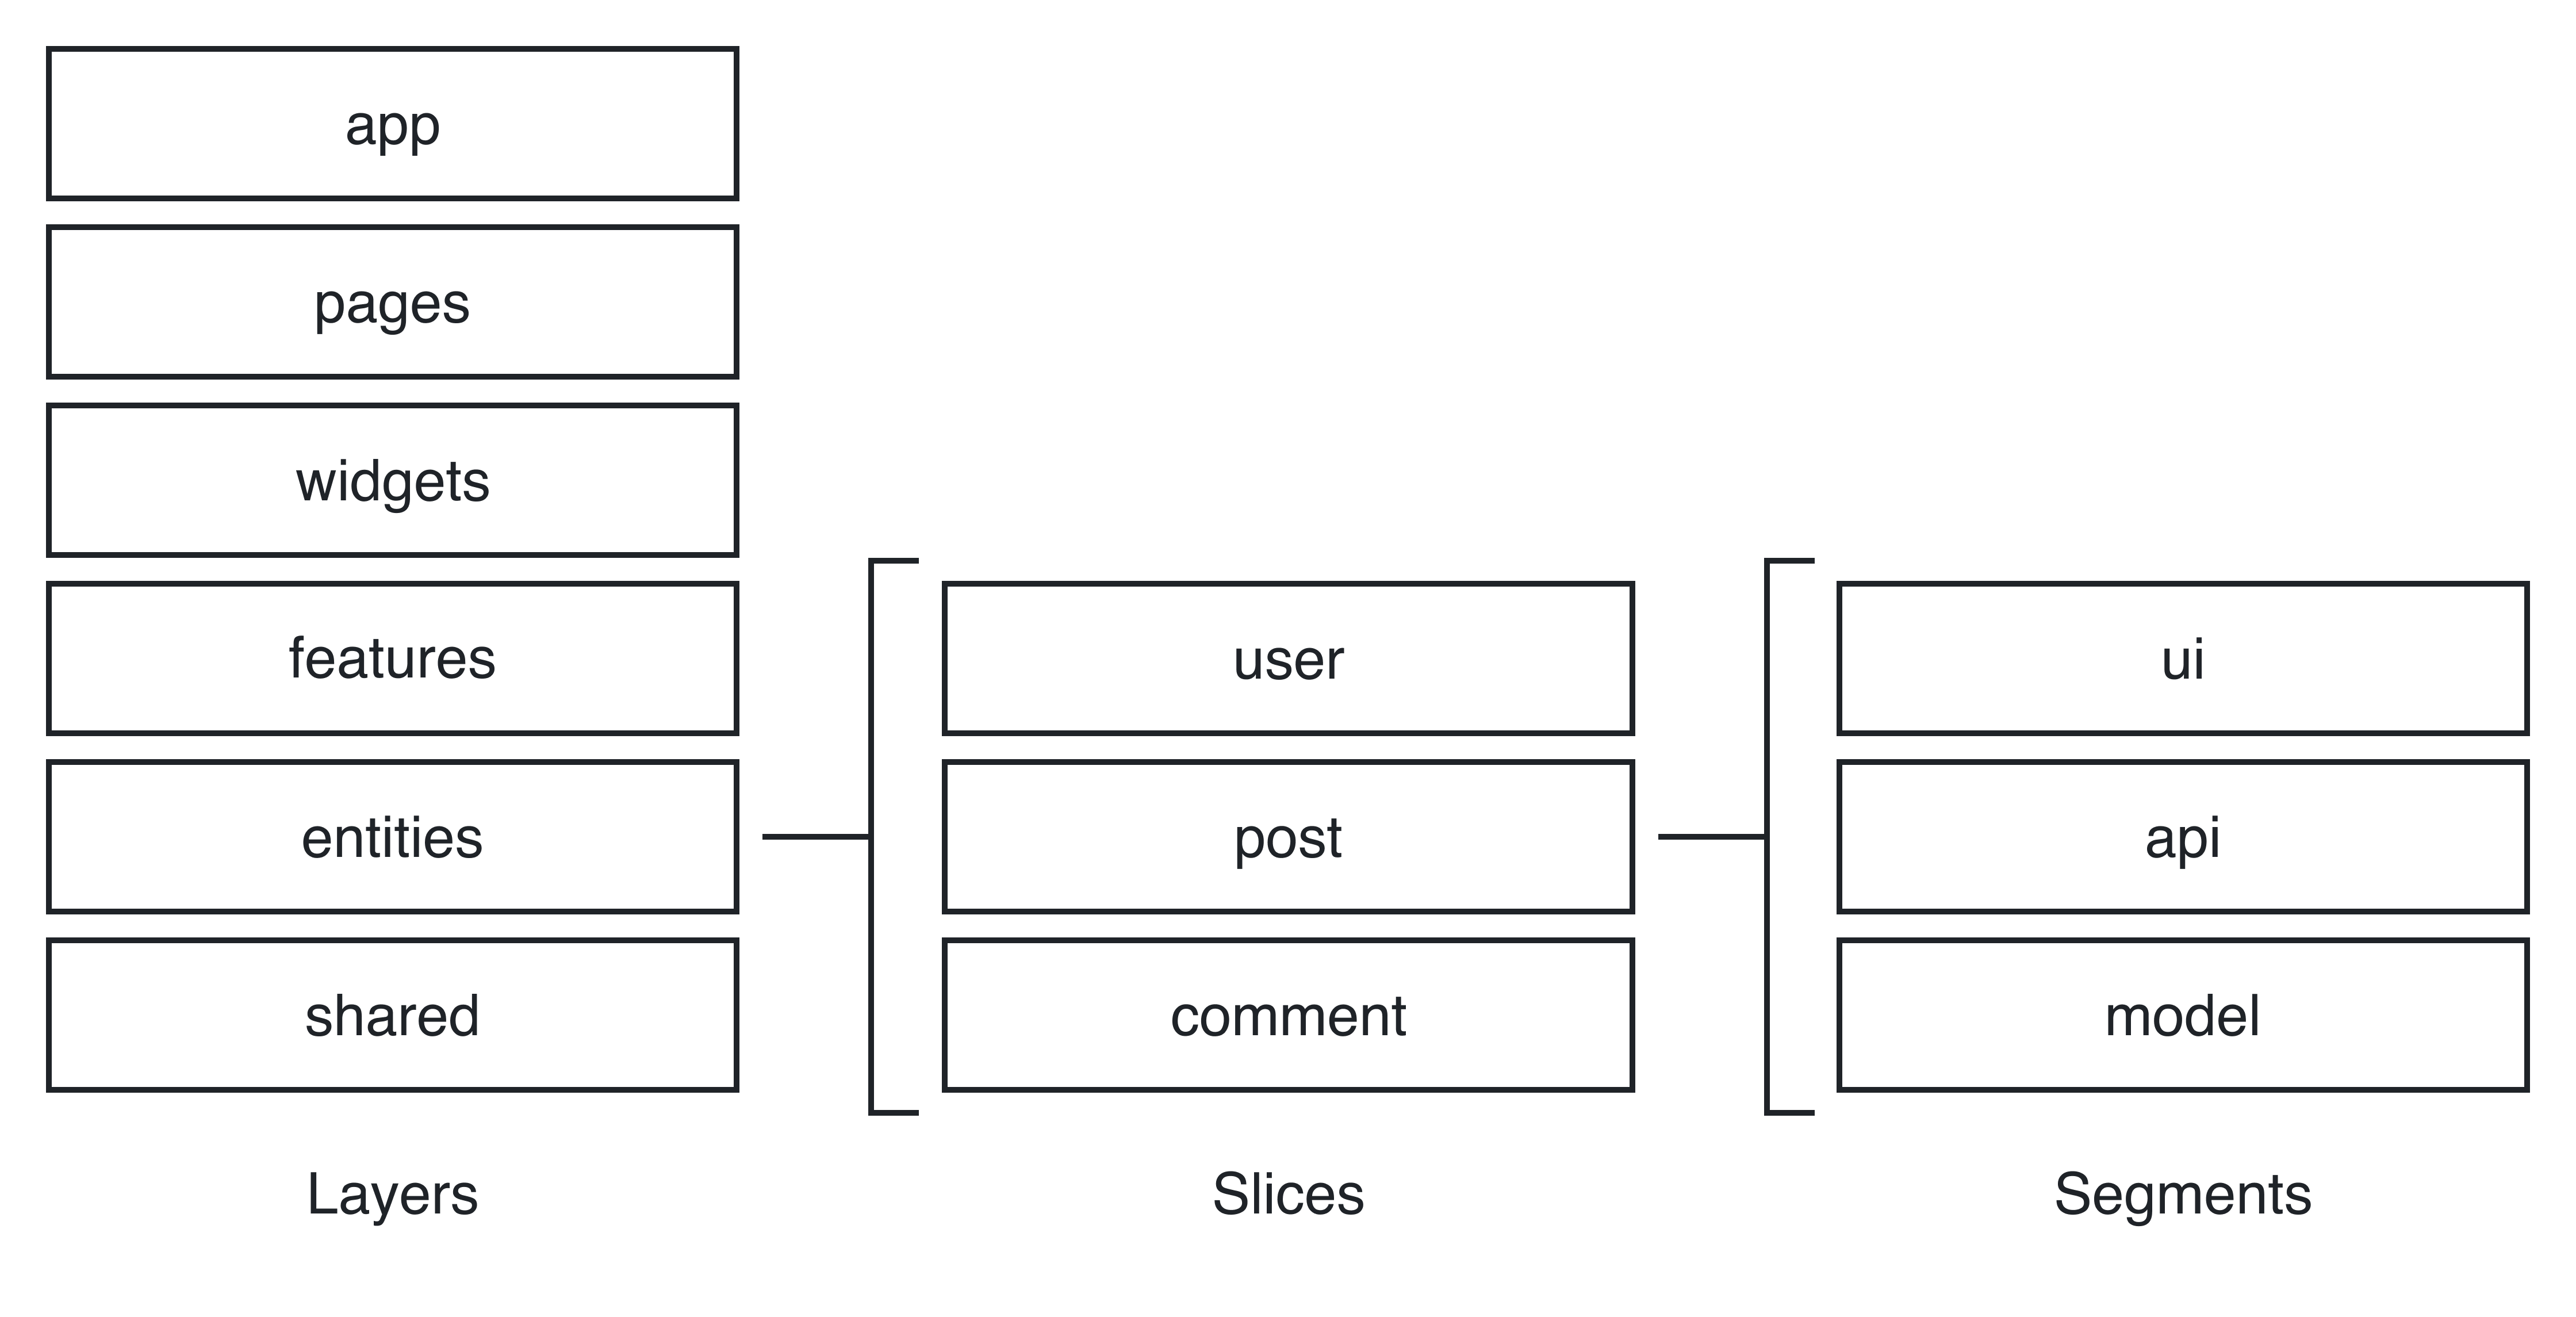 app
pages
widgets
features
entities
shared
Layers
user
post
comment
Slices
ui
api
model
Segments